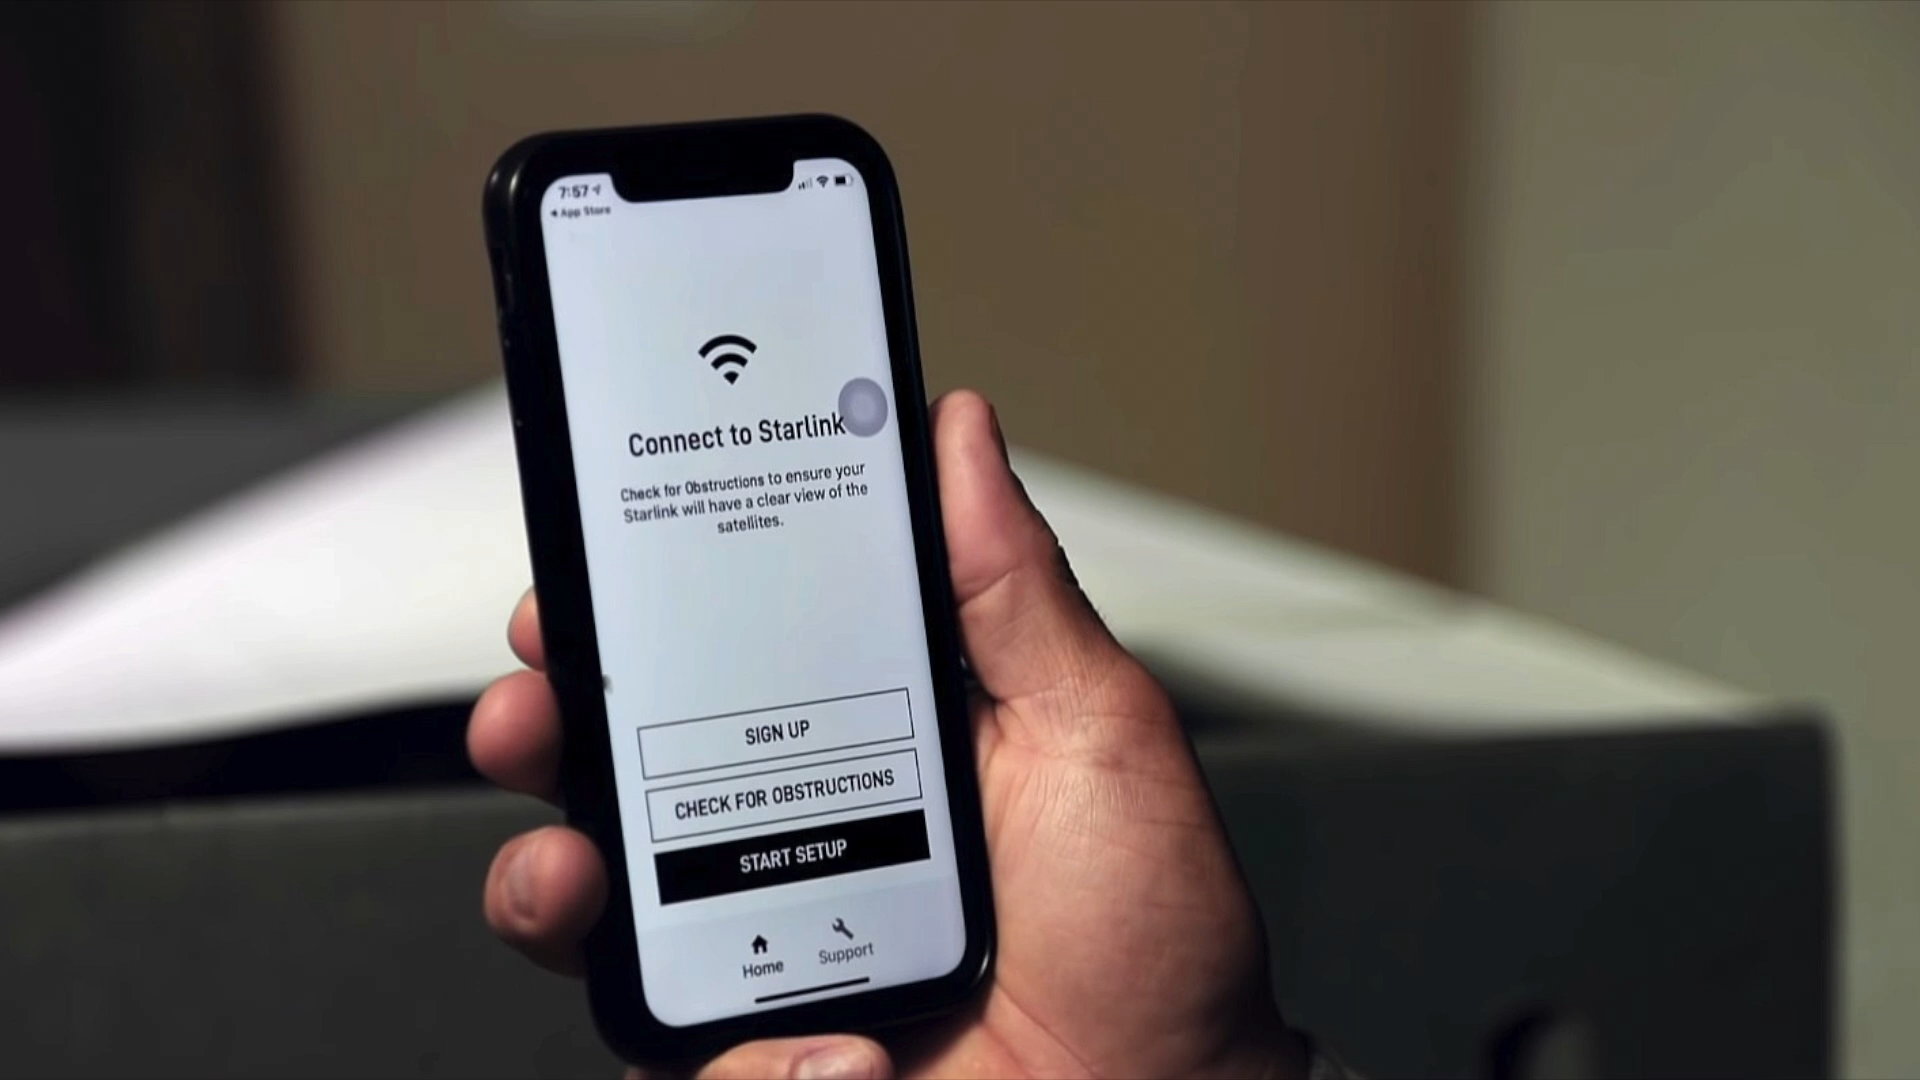 7:57
◂ App Store
Connect to Starlink
Check for Obstructions to ensure your
Starlink will have a clear view of the
satellites.
SIGN UP
CHECK FOR OBSTRUCTIONS
START SETUP
Home
Support